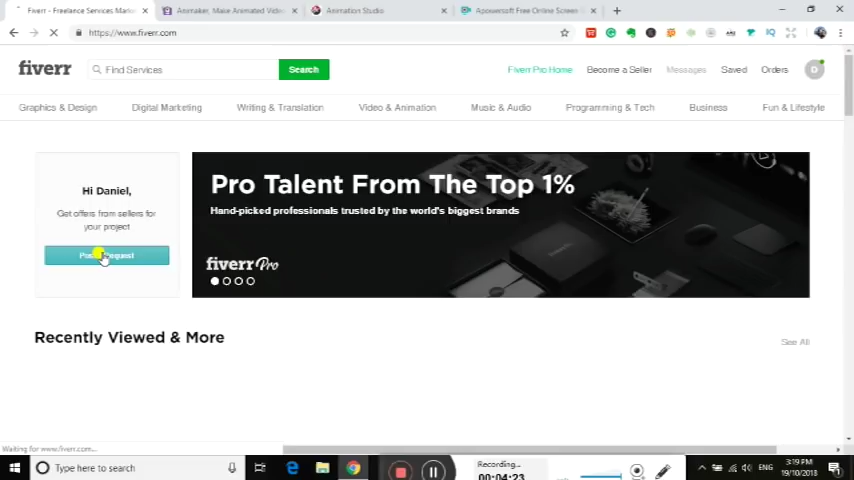 Fiverr - Freelance Services Market
Animaker, Make Animated Video
Animation Studio
Apowersoft Free Online Screen
https://www.fiverr.com
fiverr
Find Services
Search
Fiverr Pro Home
Become a Seller
Messages
Saved
Orders
D
Graphics & Design
Digital Marketing
Writing & Translation
Video & Animation
Music & Audio
Programming & Tech
Business
Fun & Lifestyle
Hi Daniel,
Get offers from sellers for
your project
Request
Pro Talent From The Top 1%
Hand-picked professionals trusted by the world's biggest brands
fiverr Pro
Recently Viewed & More
See All
Waiting for www.fiverr.com...
Type here to search
Recording...
00:04:23
ENG
3:19 PM
19/10/2018